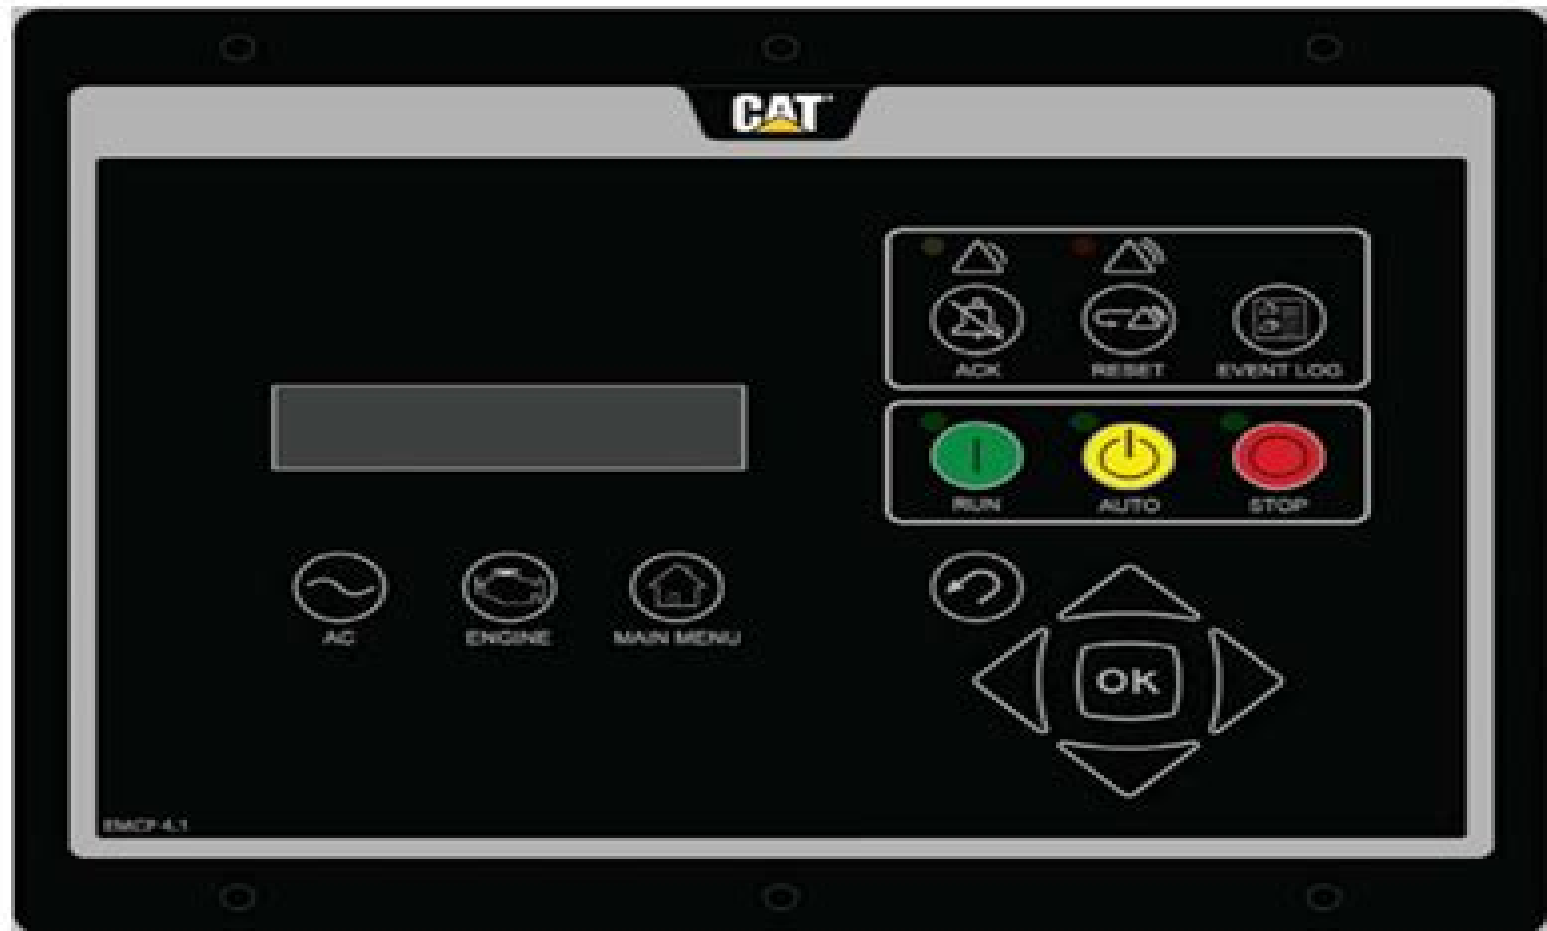 CAT
ACK RESET EVENT LOG
RUN AUTO STOP
AC ENGINE MAIN MENU
OK
EMCP 4.1